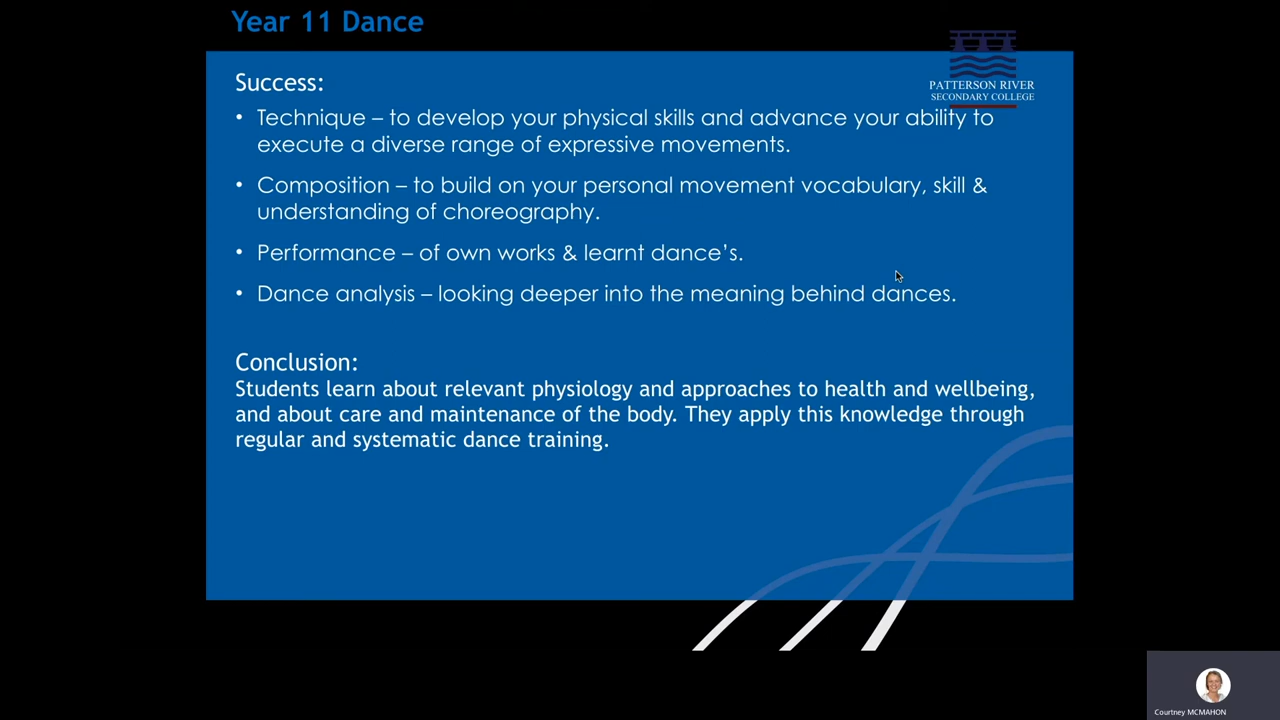 Year 11 Dance
PATTERSON RIVER
SECONDARY COLLEGE
Success:
• Technique – to develop your physical skills and advance your ability to
execute a diverse range of expressive movements.
• Composition – to build on your personal movement vocabulary, skill &
understanding of choreography.
• Performance – of own works & learnt dance’s.
• Dance analysis – looking deeper into the meaning behind dances.
Conclusion:
Students learn about relevant physiology and approaches to health and wellbeing,
and about care and maintenance of the body. They apply this knowledge through
regular and systematic dance training.
Courtney MCMAHON